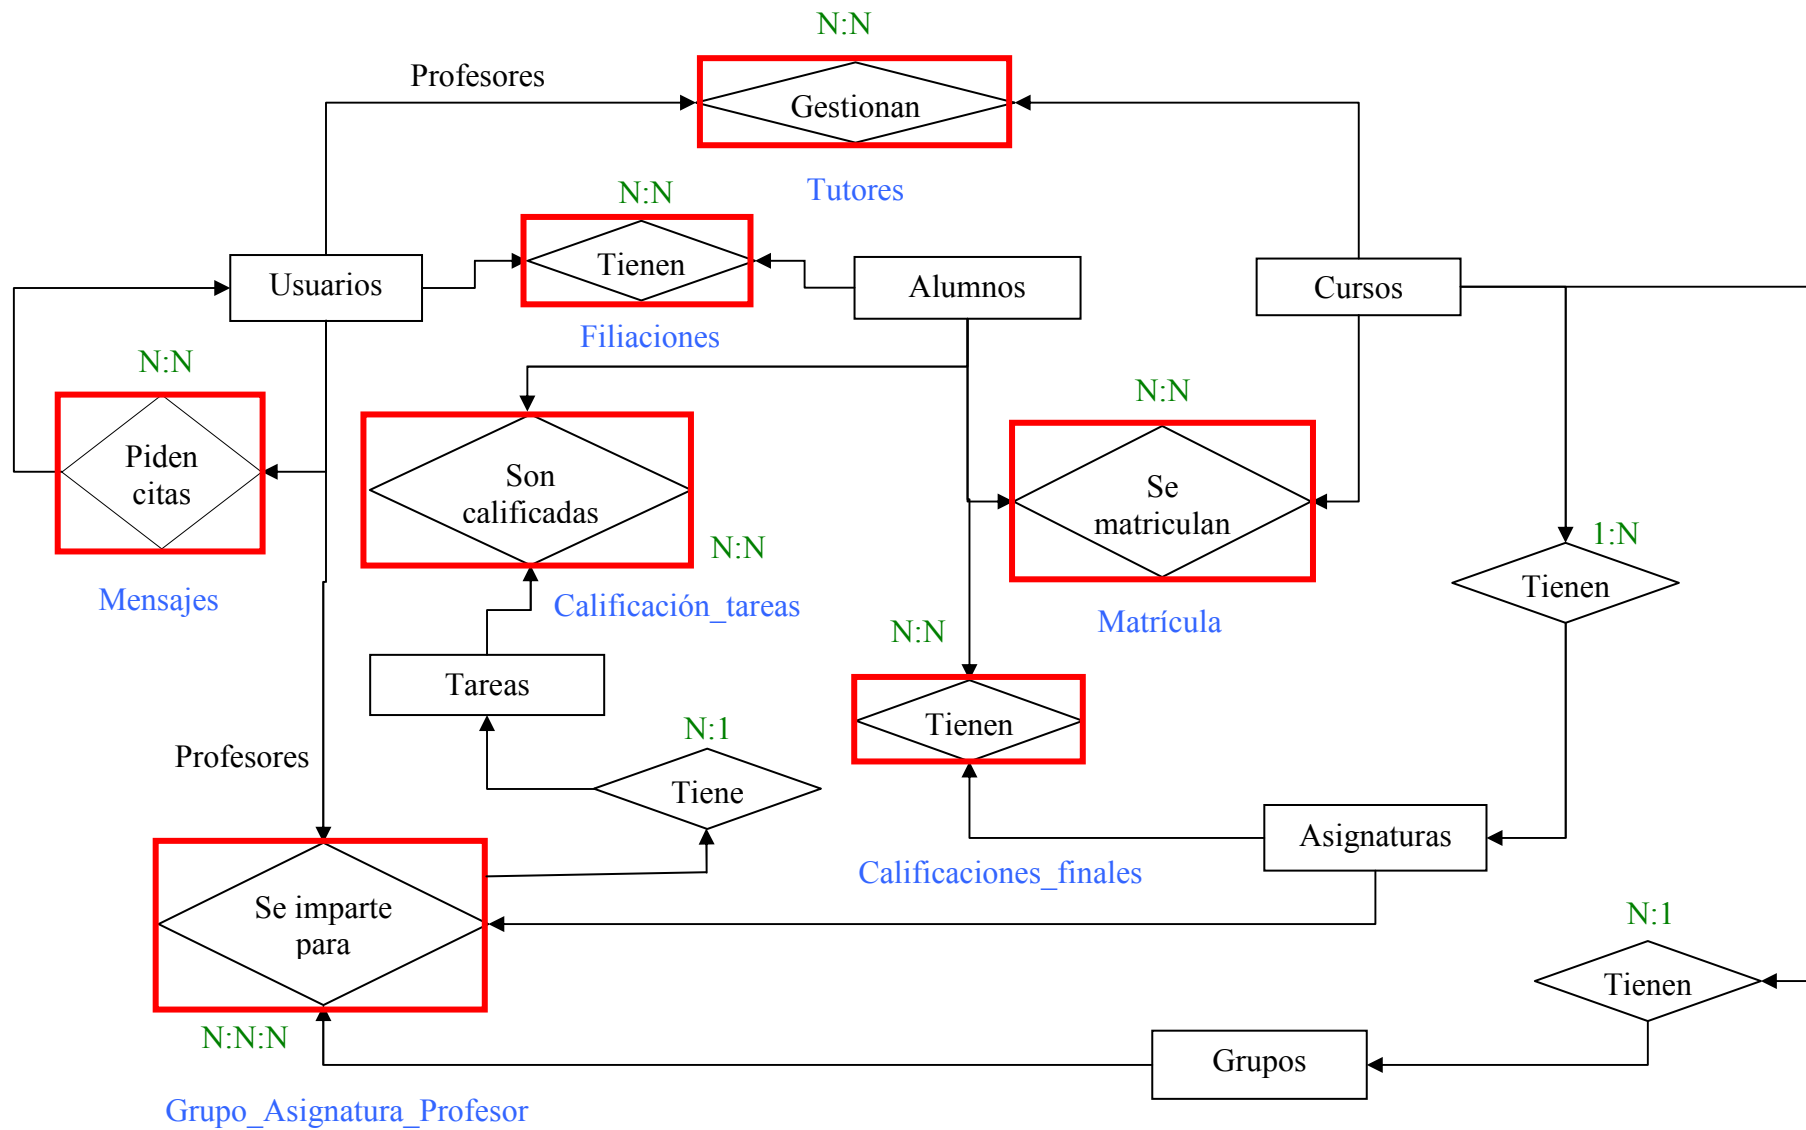 N:N
Profesores
Gestionan
Tutores
N:N
Tienen
Usuarios
Alumnos
Cursos
Filiaciones
N:N
N:N
Piden
citas
Son
calificadas
Se
matriculan
N:N
1:N
Tienen
Mensajes
Calificación_tareas
Matrícula
N:N
Tareas
Tienen
N:1
Profesores
Tiene
Asignaturas
Calificaciones_finales
Se imparte
para
N:1
Tienen
N:N:N
Grupos
Grupo_Asignatura_Profesor